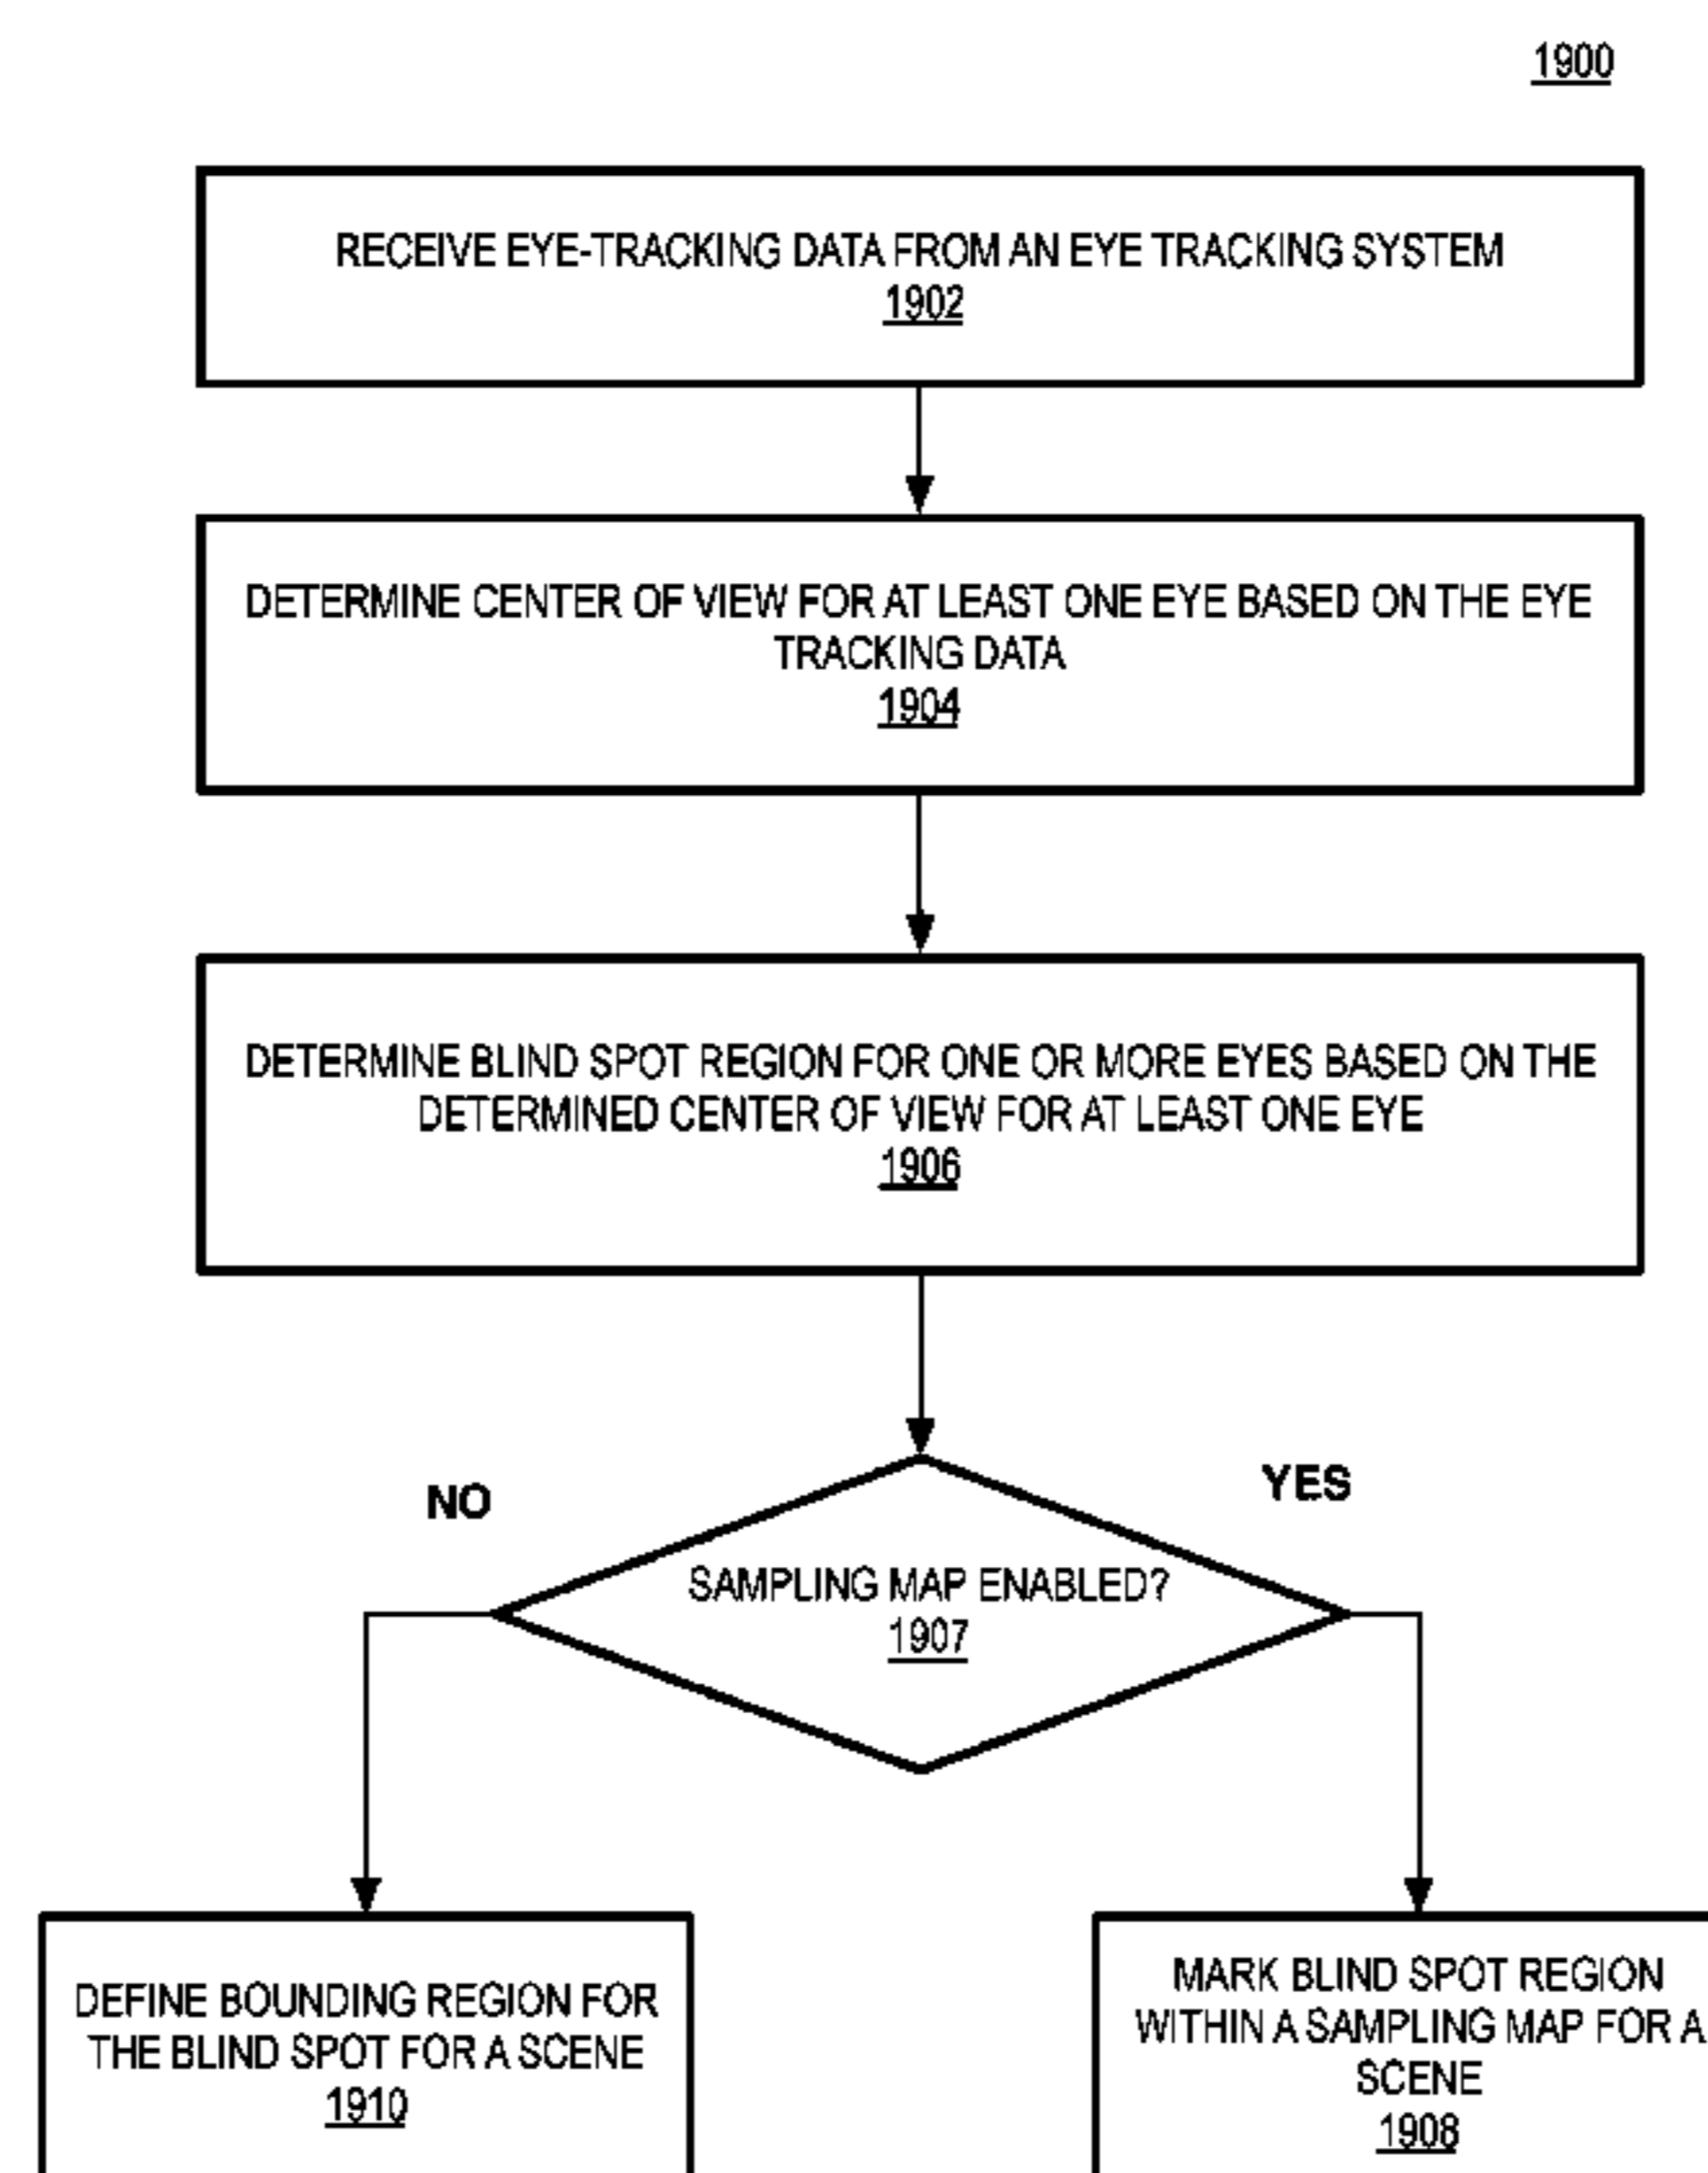 1900
RECEIVE EYE-TRACKING DATA FROM AN EYE TRACKING SYSTEM
1902
DETERMINE CENTER OF VIEW FOR AT LEAST ONE EYE BASED ON THE EYE
TRACKING DATA
1904
DETERMINE BLIND SPOT REGION FOR ONE OR MORE EYES BASED ON THE
DETERMINED CENTER OF VIEW FOR AT LEAST ONE EYE
1906
NO
YES
SAMPLING MAP ENABLED?
1907
DEFINE BOUNDING REGION FOR
THE BLIND SPOT FOR A SCENE
1910
MARK BLIND SPOT REGION
WITHIN A SAMPLING MAP FOR A
SCENE
1908